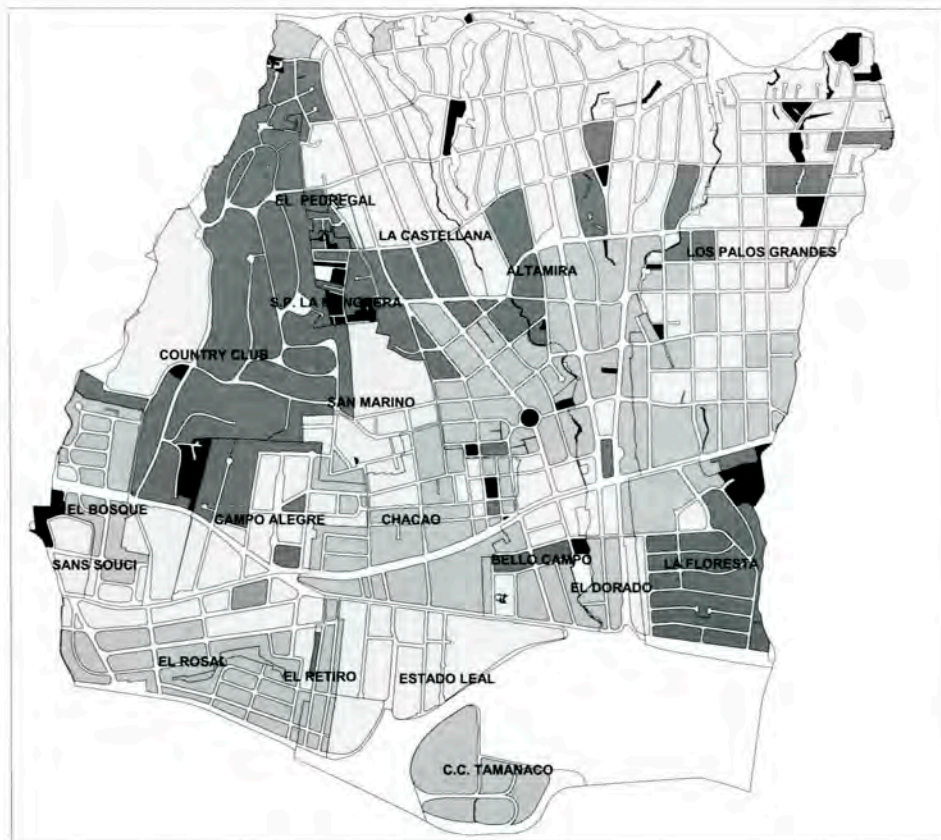 EL PEDREGAL
LA CASTELLANA
ALTAMIRA
LOS PALOS GRANDES
S.P. LA
COUNTRY CLUB
SAN MARINO
EL BOSQUE
CAMPO ALEGRE
CHACAO
SANS SOUCI
BELLO CAMPO
LA FLORESTA
EL DORADO
EL ROSAL
EL RETIRO
ESTADO LEAL
C.C. TAMANACO